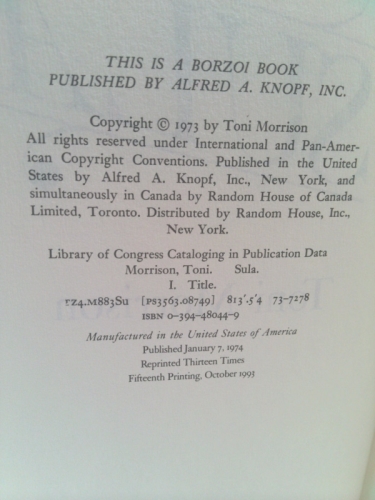 THIS IS A BORZOI BOOK
PUBLISHED BY ALFRED A. KNOPF, INC.
Copyright © 1973 by Toni Morrison
All rights reserved under International and Pan-Amer-
ican Copyright Conventions. Published in the United
States by Alfred A. Knopf, Inc., New York, and
simultaneously in Canada by Random House of Canada
Limited, Toronto. Distributed by Random House, Inc.,
New York.
Library of Congress Cataloging in Publication Data
Morrison, Toni. Sula.
I. Title.
PZ4.M883Su [PS3563.O8749] 813'.5'4 73-7278
ISBN 0-394-48044-9
Manufactured in the United States of America
Published January 7, 1974
Reprinted Thirteen Times
Fifteenth Printing, October 1993